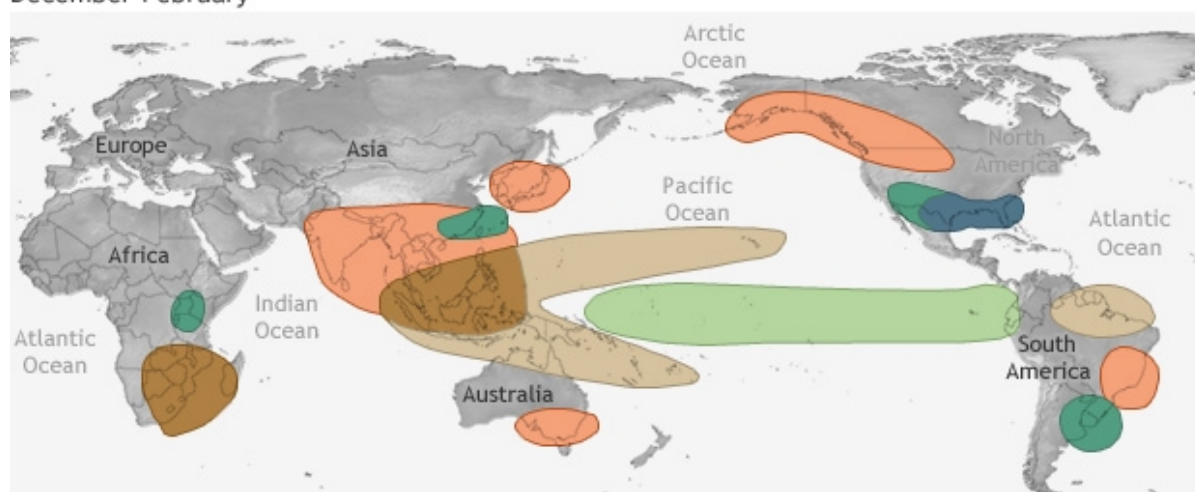 December-February
Arctic
Ocean
Europe
Asia
North
America
Pacific
Ocean
Atlantic
Ocean
Africa
Indian
Ocean
Atlantic
Ocean
South
America
Australia